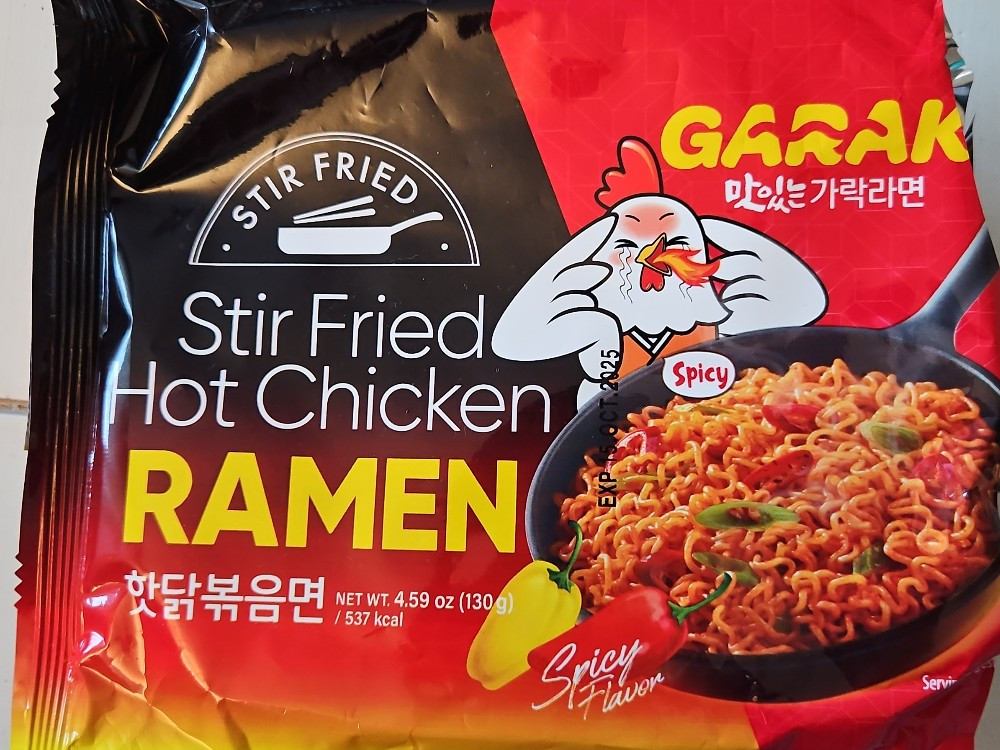 GARAK
맛있는 가락라면
STIR FRIED
Stir Fried
Hot Chicken
RAMEN
핫닭볶음면
NET WT. 4.59 oz (130 g)
/ 537 kcal
Spicy
EXP 15 OCT. 2025
Spicy
Flavor